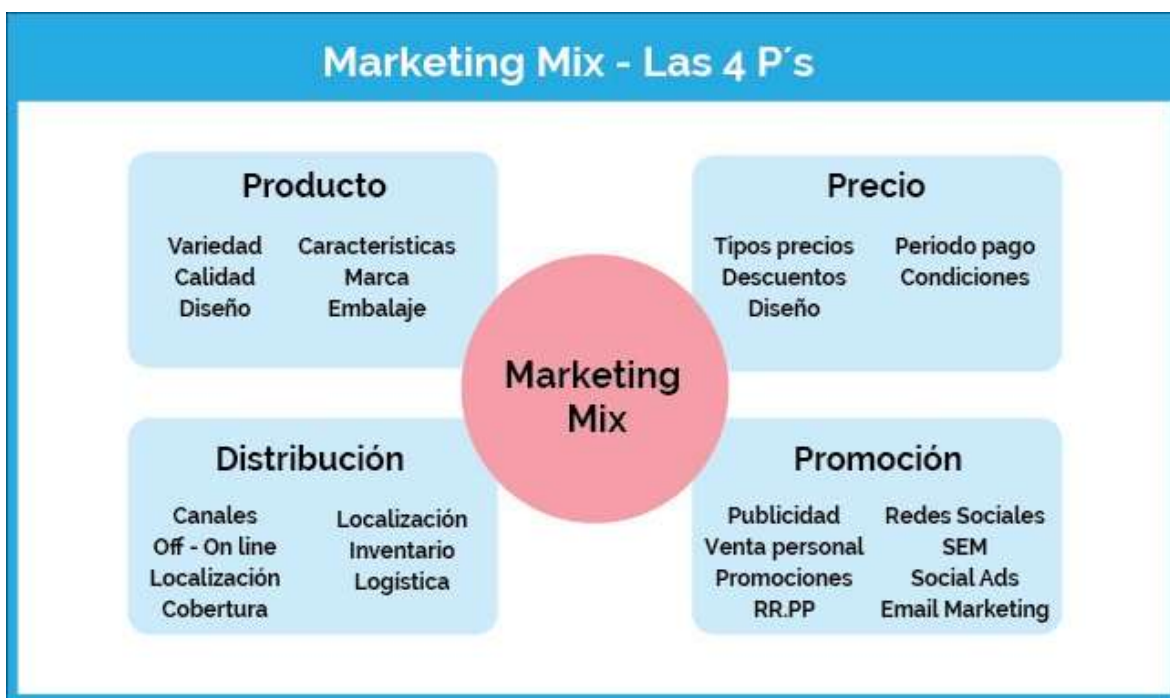 Marketing Mix - Las 4 P´s
Producto
Variedad
Calidad
Diseño
Características
Marca
Embalaje
Precio
Tipos precios
Descuentos
Diseño
Periodo pago
Condiciones
Marketing
Mix
Distribución
Canales
Off - On line
Localización
Cobertura
Localización
Inventario
Logística
Promoción
Publicidad
Venta personal
Promociones
RR.PP
Redes Sociales
SEM
Social Ads
Email Marketing